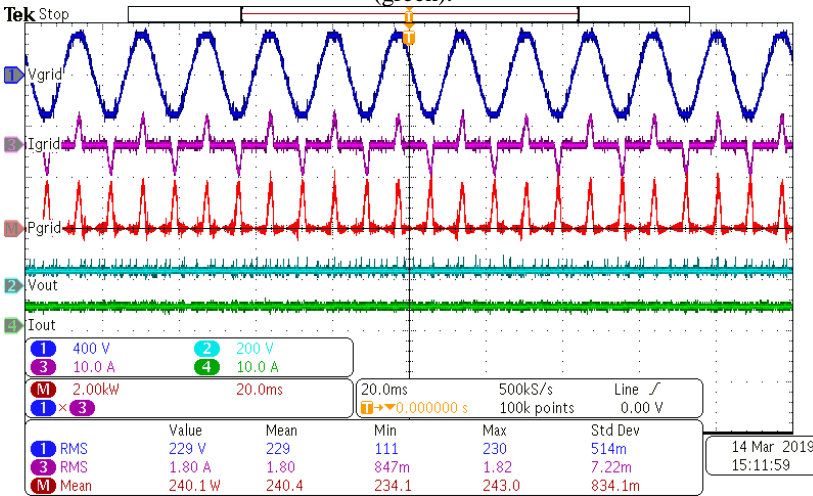 (green).
Tek Stop
T
T
1 Vgrid
3 Igrid
M Pgrid
2 Vout
4 Iout
1 400 V 2 200 V
3 10.0 A 4 10.0 A
M 2.00kW 20.0ms
1 × 3
20.0ms 500kS/s Line
T→▼0.000000 s 100k points 0.00 V
Value Mean Min Max Std Dev
1 RMS 229 V 229 111 230 514m
3 RMS 1.80 A 1.80 847m 1.82 7.22m
M Mean 240.1 W 240.4 234.1 243.0 834.1m
14 Mar 2019
15:11:59